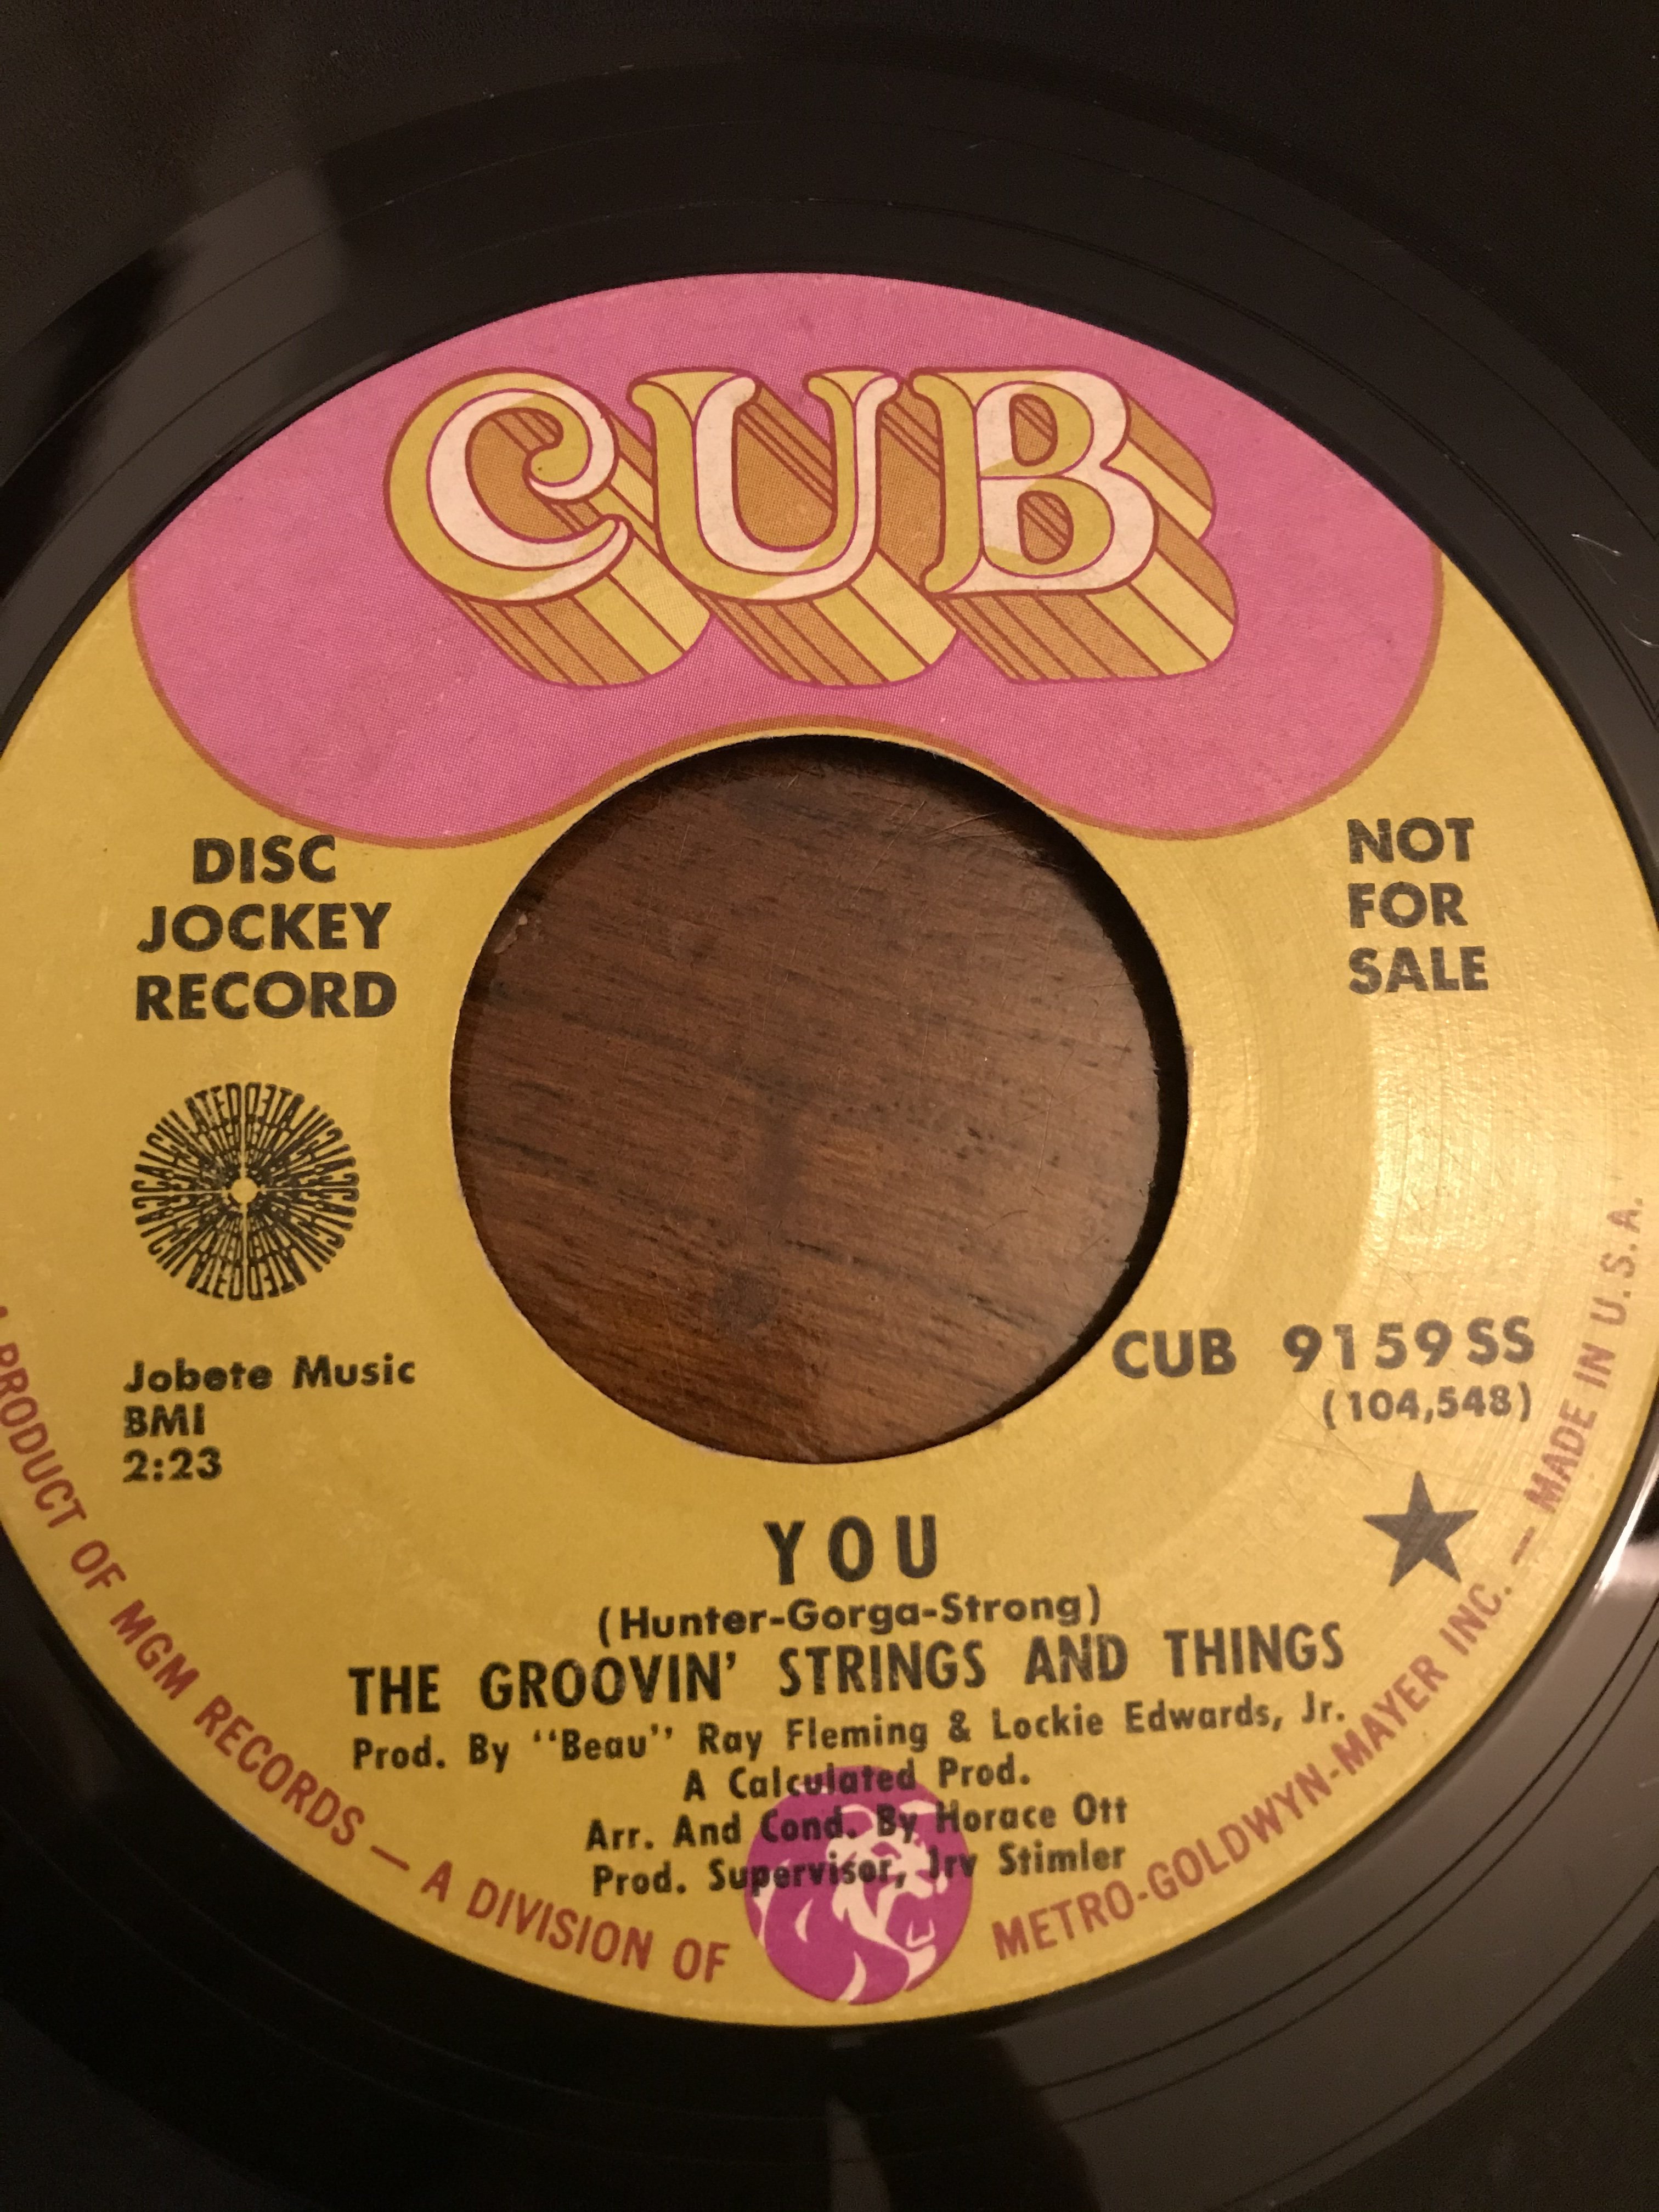 CUB
DISC
JOCKEY
RECORD
NOT
FOR
SALE
CALCULATED
Jobete Music
BMI
2:23
CUB 9159 SS
(104,548)
YOU
(Hunter-Gorga-Strong)
THE GROOVIN' STRINGS AND THINGS
Prod. By "Beau" Ray Fleming & Lockie Edwards, Jr.
A Calculated Prod.
Arr. And Cond. By Horace Ott
Prod. Supervisor, Irv Stimler
A PRODUCT OF MGM RECORDS — A DIVISION OF METRO-GOLDWYN-MAYER INC. — MADE IN U.S.A.